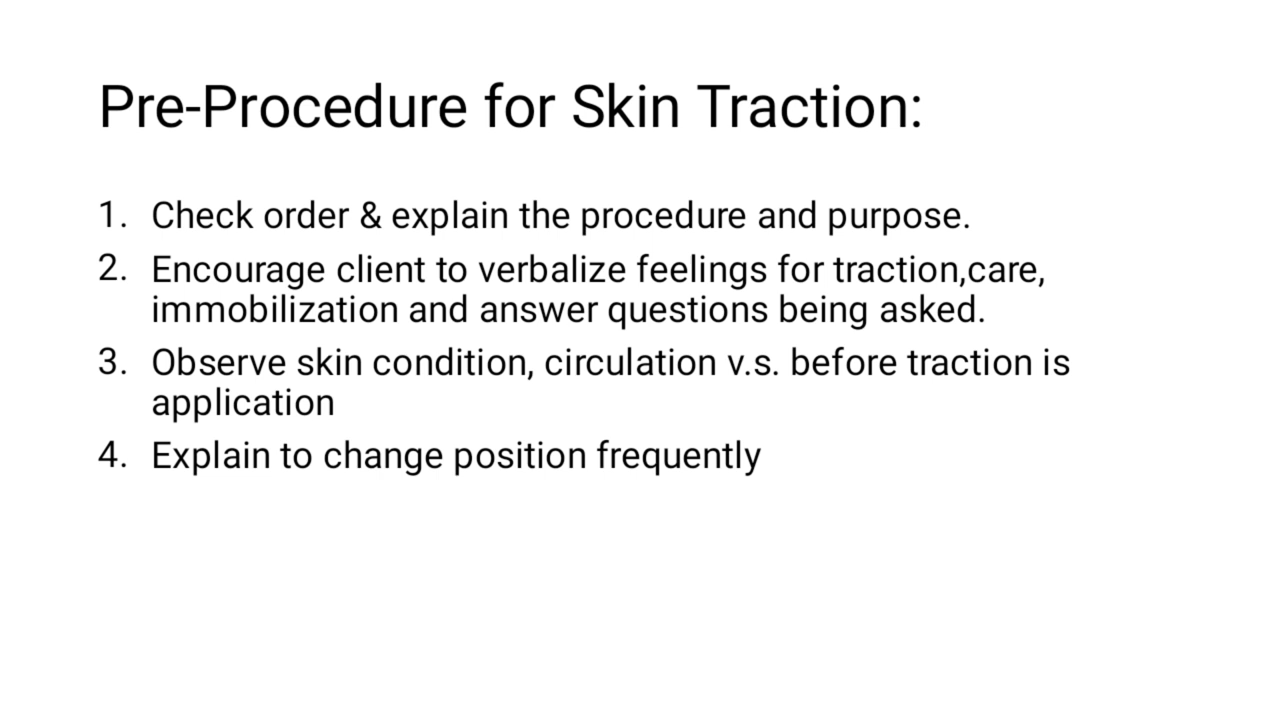 Pre-Procedure for Skin Traction:
1. Check order & explain the procedure and purpose.
2. Encourage client to verbalize feelings for traction,care,
immobilization and answer questions being asked.
3. Observe skin condition, circulation v.s. before traction is
application
4. Explain to change position frequently